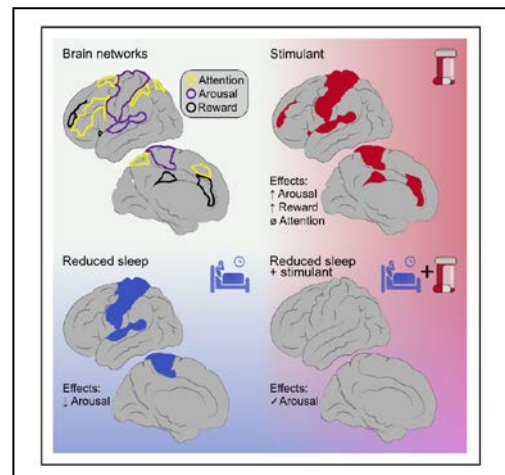 Brain networks
Attention
Arousal
Reward
Stimulant
Effects:
↑ Arousal
↑ Reward
ø Attention
Reduced sleep
Effects:
↓ Arousal
Reduced sleep
+ stimulant
+
Effects:
✓ Arousal